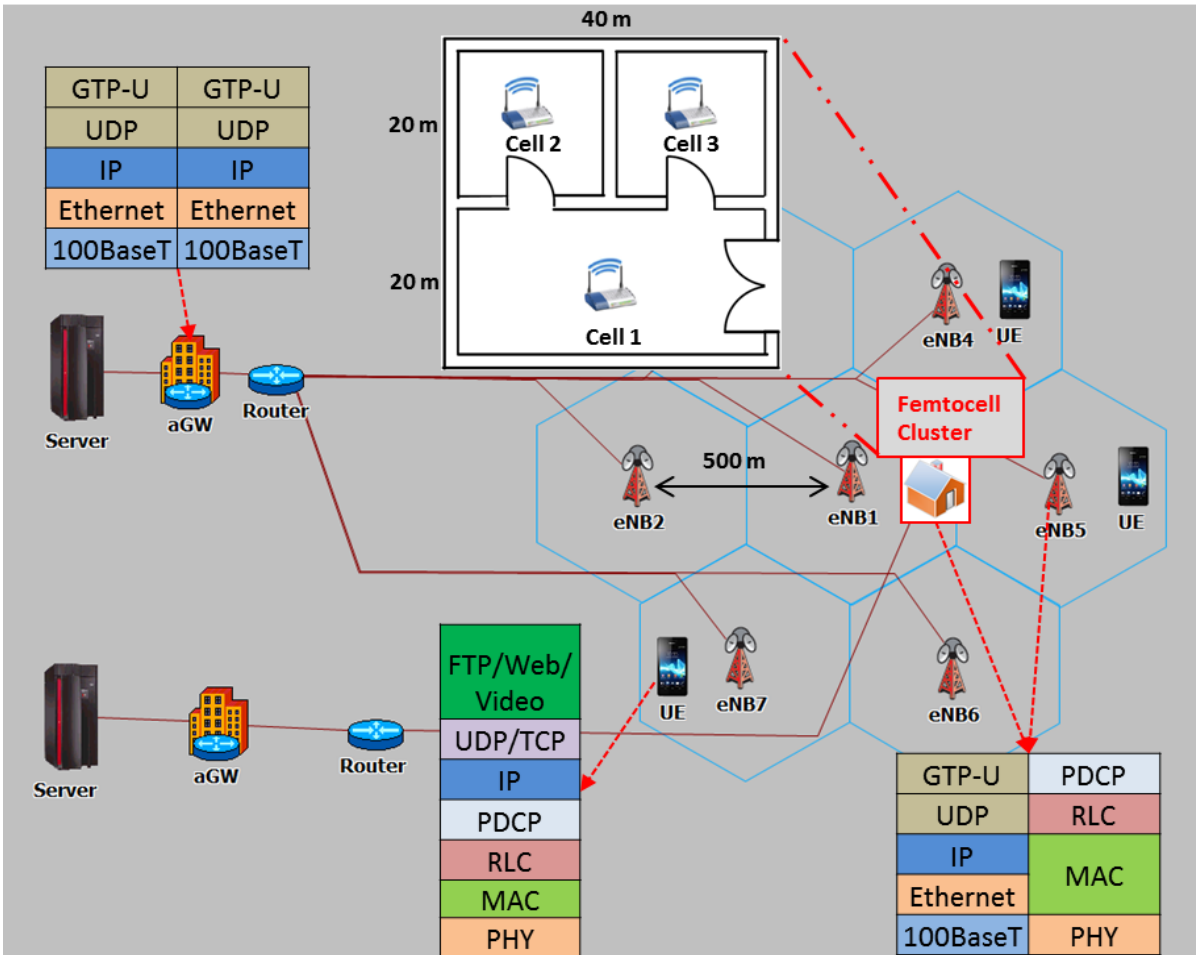 40 m
GTP-U GTP-U
UDP UDP
IP IP
Ethernet Ethernet
100BaseT 100BaseT
20 m
Cell 2
Cell 3
20 m
Cell 1
eNB4
UE
Server
aGW
Router
Femtocell
Cluster
500 m
eNB2
eNB1
eNB5
UE
FTP/Web/
Video
UDP/TCP
IP
PDCP
RLC
MAC
PHY
UE
eNB7
eNB6
Server
aGW
Router
GTP-U PDCP
UDP RLC
IP
MAC
Ethernet
100BaseT PHY